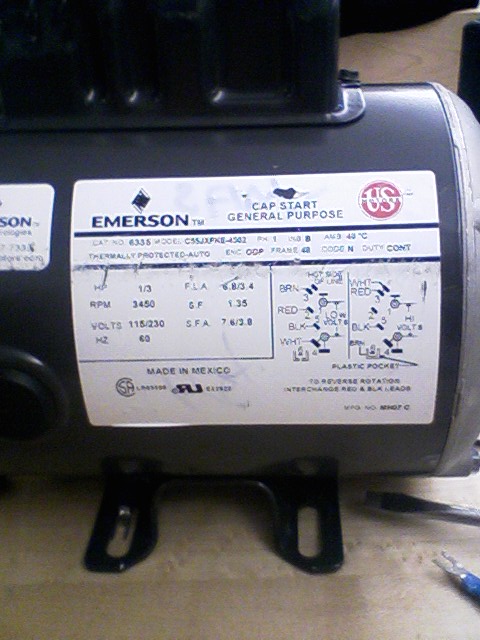 SON
EMERSON TM
CAP START
GENERAL PURPOSE
US
CAT NO. 6335 MODEL PH. 1 INS B AMB 40 °C
THERMALLY PROTECTED-AUTO ENC ODP FRAME 48 CODE N DUTY CONT
HP 1/3 F.L.A 6.8/3.4
RPM 3450 S.F. 1.35
VOLTS 115/230 S.F.A. 7.6/3.8
HZ 60
HOT SIDE
OF LINE
BRN
RED
BLK
WHT
LOW
VOLTS
WHT
RED
BLK
BRN
HI
VOLTS
PLASTIC POCKET
MADE IN MEXICO
TO REVERSE ROTATION
INTERCHANGE RED & BLK LEADS
MFG. NO.